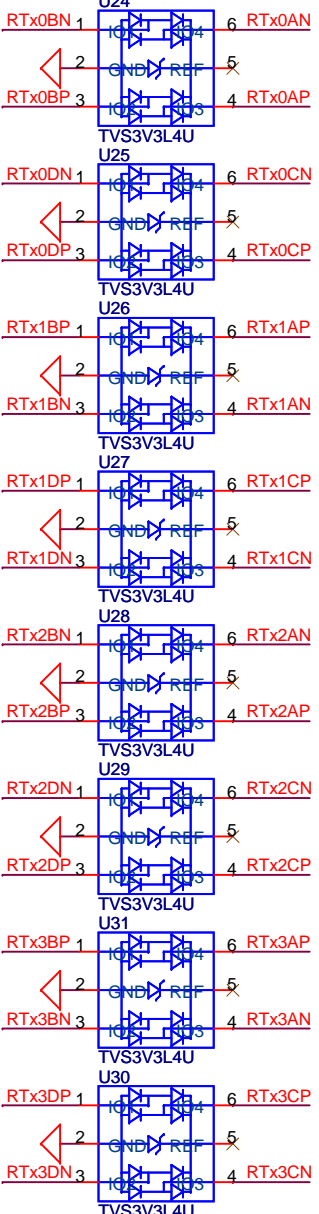 U24
RTx0BN 1 IO1 IO4 6 RTx0AN
2 GND REF 5
RTx0BP 3 IO2 IO3 4 RTx0AP
TVS3V3L4U
U25
RTx0DN 1 IO1 IO4 6 RTx0CN
2 GND REF 5
RTx0DP 3 IO2 IO3 4 RTx0CP
TVS3V3L4U
U26
RTx1BP 1 IO1 IO4 6 RTx1AP
2 GND REF 5
RTx1BN 3 IO2 IO3 4 RTx1AN
TVS3V3L4U
U27
RTx1DP 1 IO1 IO4 6 RTx1CP
2 GND REF 5
RTx1DN 3 IO2 IO3 4 RTx1CN
TVS3V3L4U
U28
RTx2BN 1 IO1 IO4 6 RTx2AN
2 GND REF 5
RTx2BP 3 IO2 IO3 4 RTx2AP
TVS3V3L4U
U29
RTx2DN 1 IO1 IO4 6 RTx2CN
2 GND REF 5
RTx2DP 3 IO2 IO3 4 RTx2CP
TVS3V3L4U
U31
RTx3BP 1 IO1 IO4 6 RTx3AP
2 GND REF 5
RTx3BN 3 IO2 IO3 4 RTx3AN
TVS3V3L4U
U30
RTx3DP 1 IO1 IO4 6 RTx3CP
2 GND REF 5
RTx3DN 3 IO2 IO3 4 RTx3CN
TVS3V3L4U